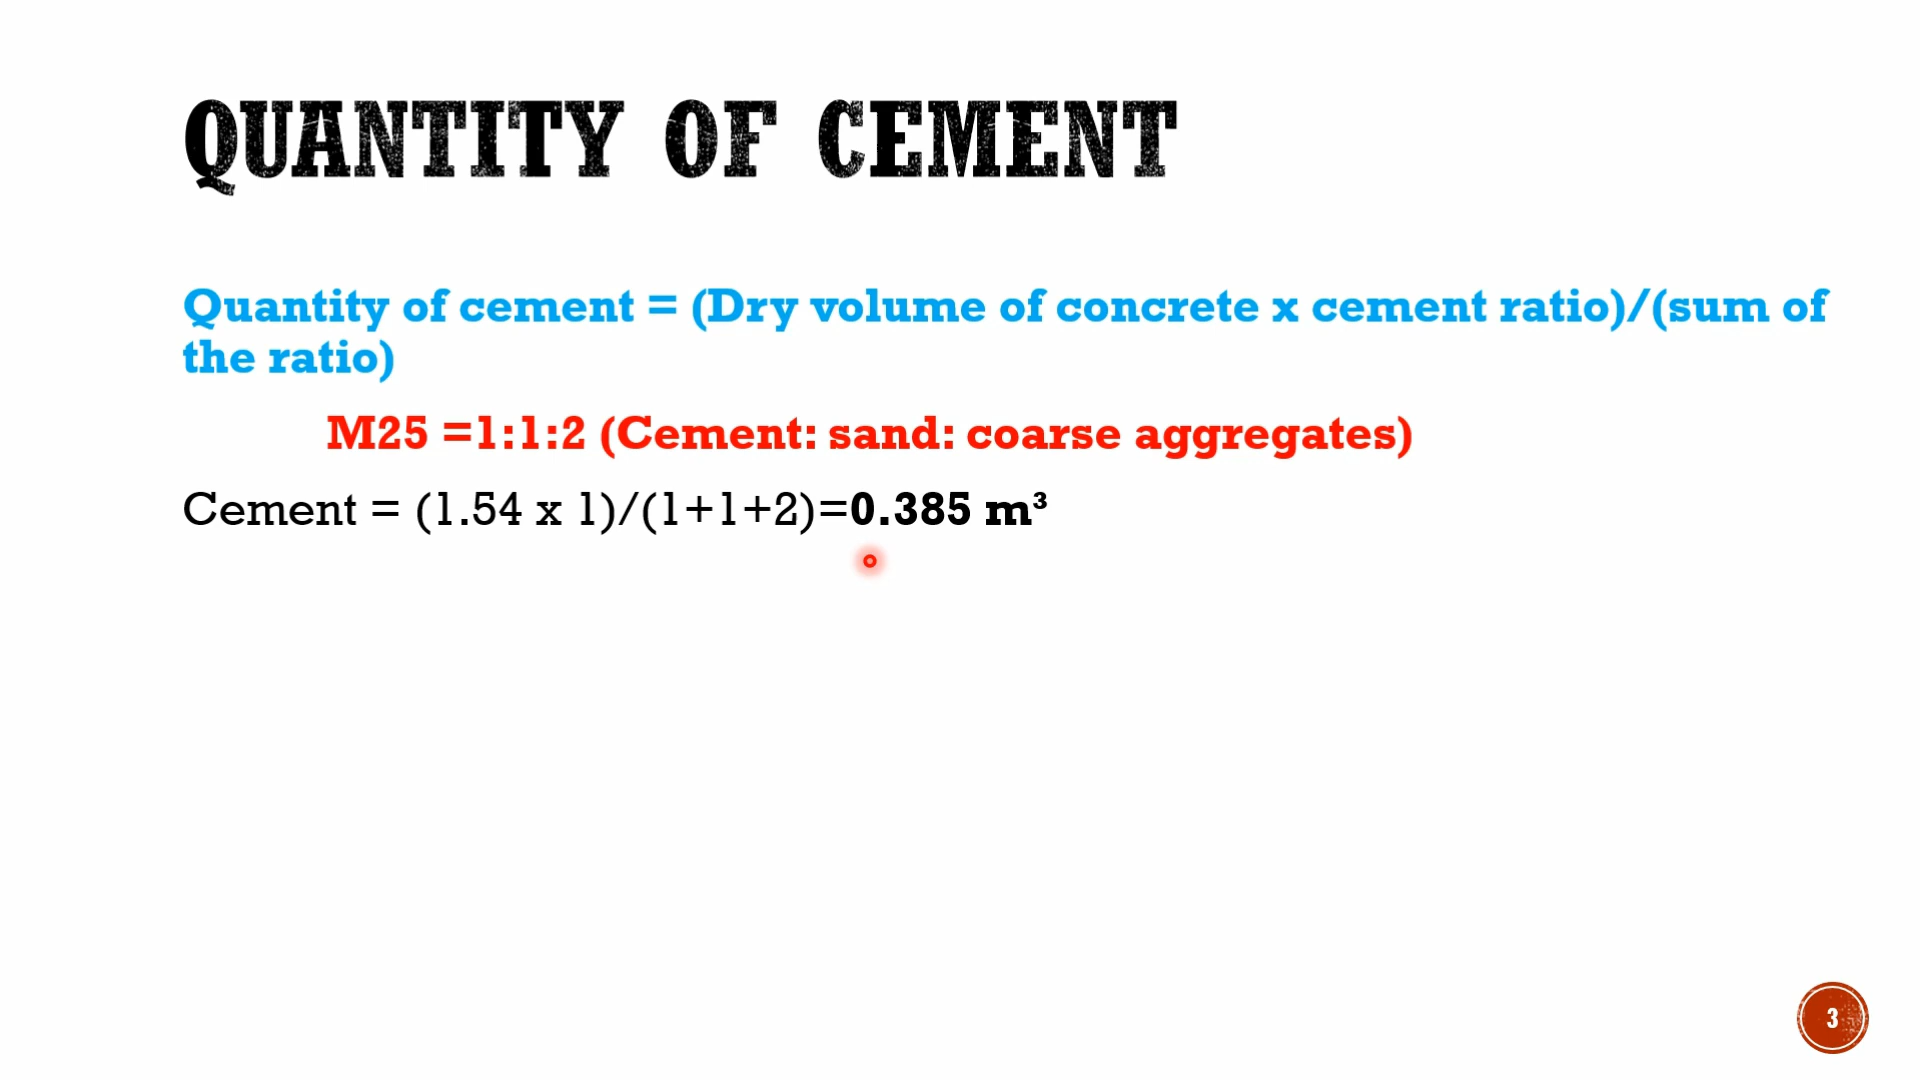 QUANTITY OF CEMENT
Quantity of cement = (Dry volume of concrete x cement ratio)/(sum of
the ratio)
M25 =1:1:2 (Cement: sand: coarse aggregates)
Cement = (1.54 x 1)/(1+1+2)=0.385 m³
3